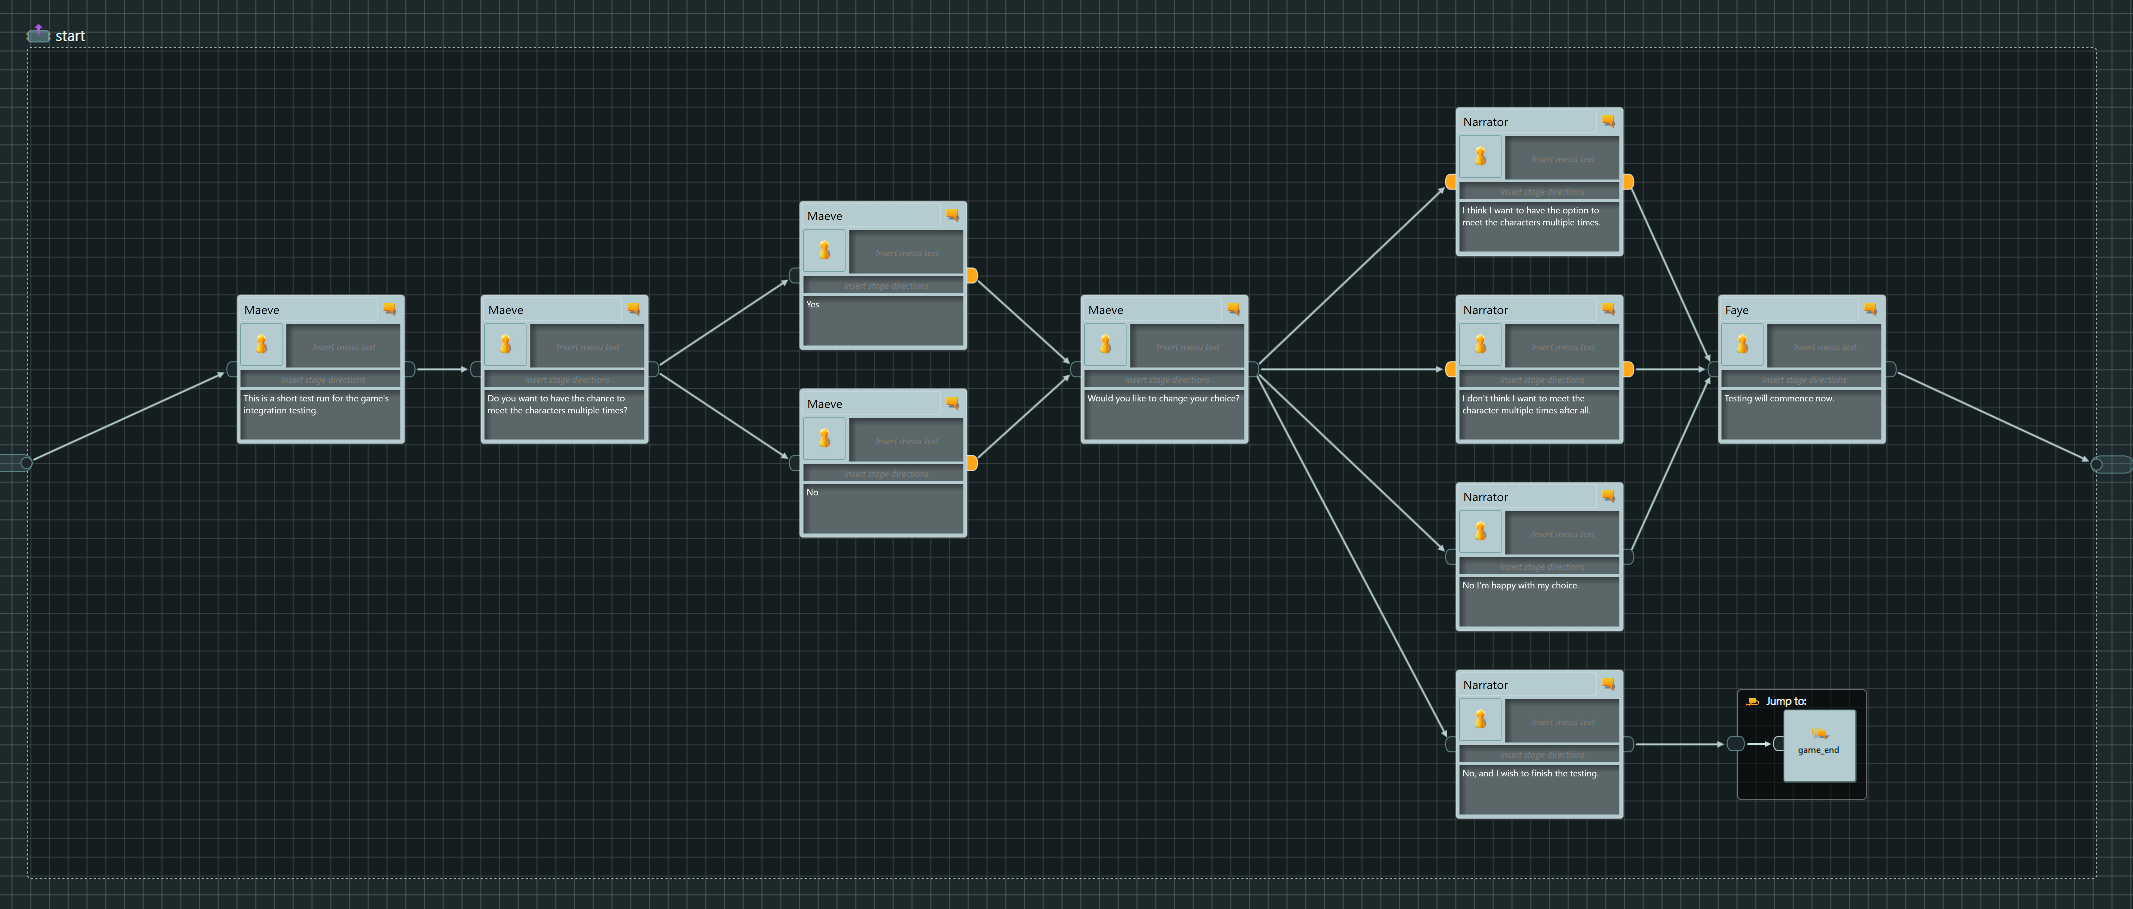 start
Maeve
Insert menu text
Insert stage directions
This is a short test run for the game's
integration testing.
Maeve
Insert menu text
Insert stage directions
Do you want to have the chance to
meet the characters multiple times?
Maeve
Insert menu text
Insert stage directions
Yes
Maeve
Insert menu text
Insert stage directions
No
Maeve
Insert menu text
Insert stage directions
Would you like to change your choice?
Narrator
Insert menu text
Insert stage directions
I think I want to have the option to
meet the characters multiple times.
Narrator
Insert menu text
Insert stage directions
I don't think I want to meet the
character multiple times after all.
Narrator
Insert menu text
Insert stage directions
No I'm happy with my choice.
Narrator
Insert menu text
Insert stage directions
No, and I wish to finish the testing.
Faye
Insert menu text
Insert stage directions
Testing will commence now.
Jump to:
game_end